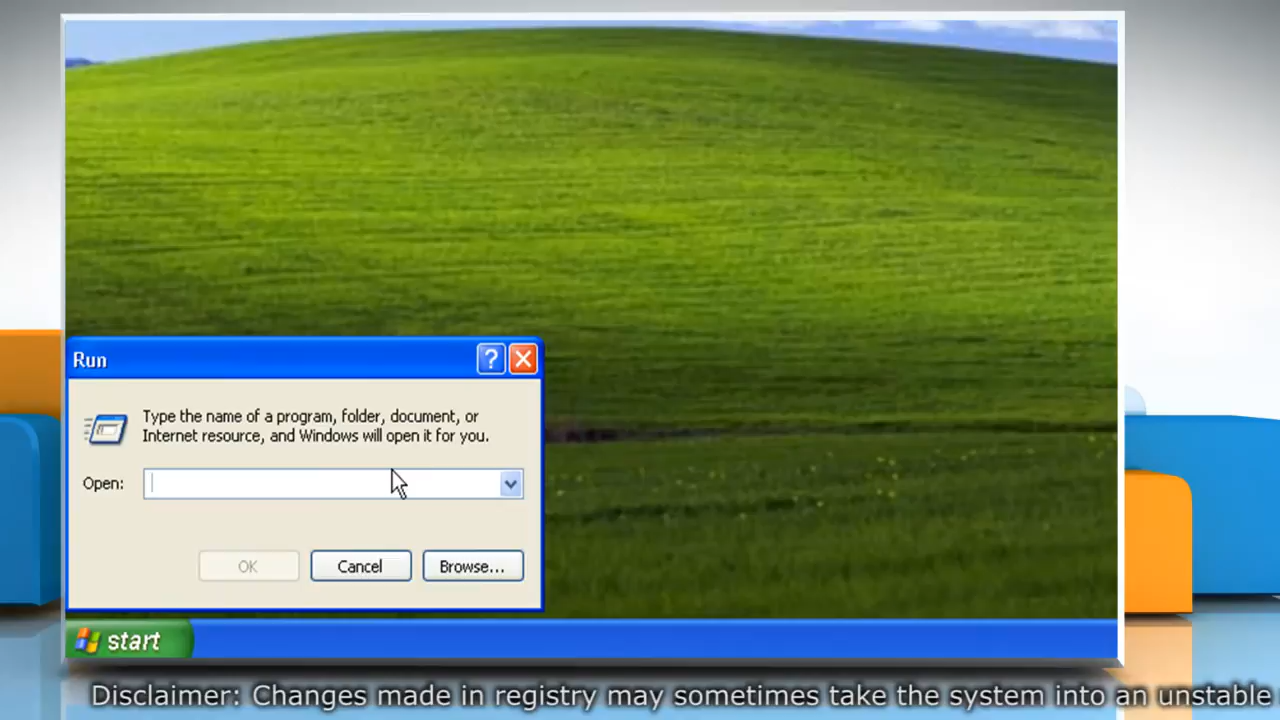 Run
Type the name of a program, folder, document, or
Internet resource, and Windows will open it for you.
Open:
OK
Cancel
Browse...
start
Disclaimer: Changes made in registry may sometimes take the system into an unstable